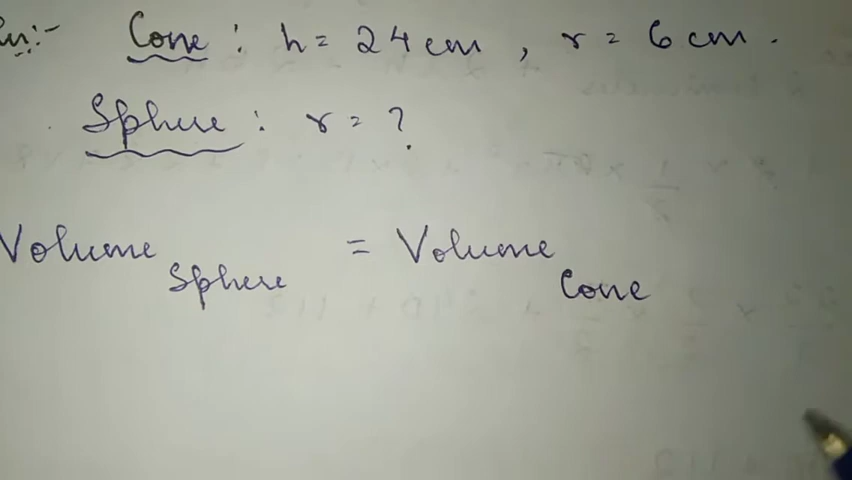 Cone : h = 24 cm , r = 6 cm .
Sphere : r = ?
Volume Sphere = Volume Cone